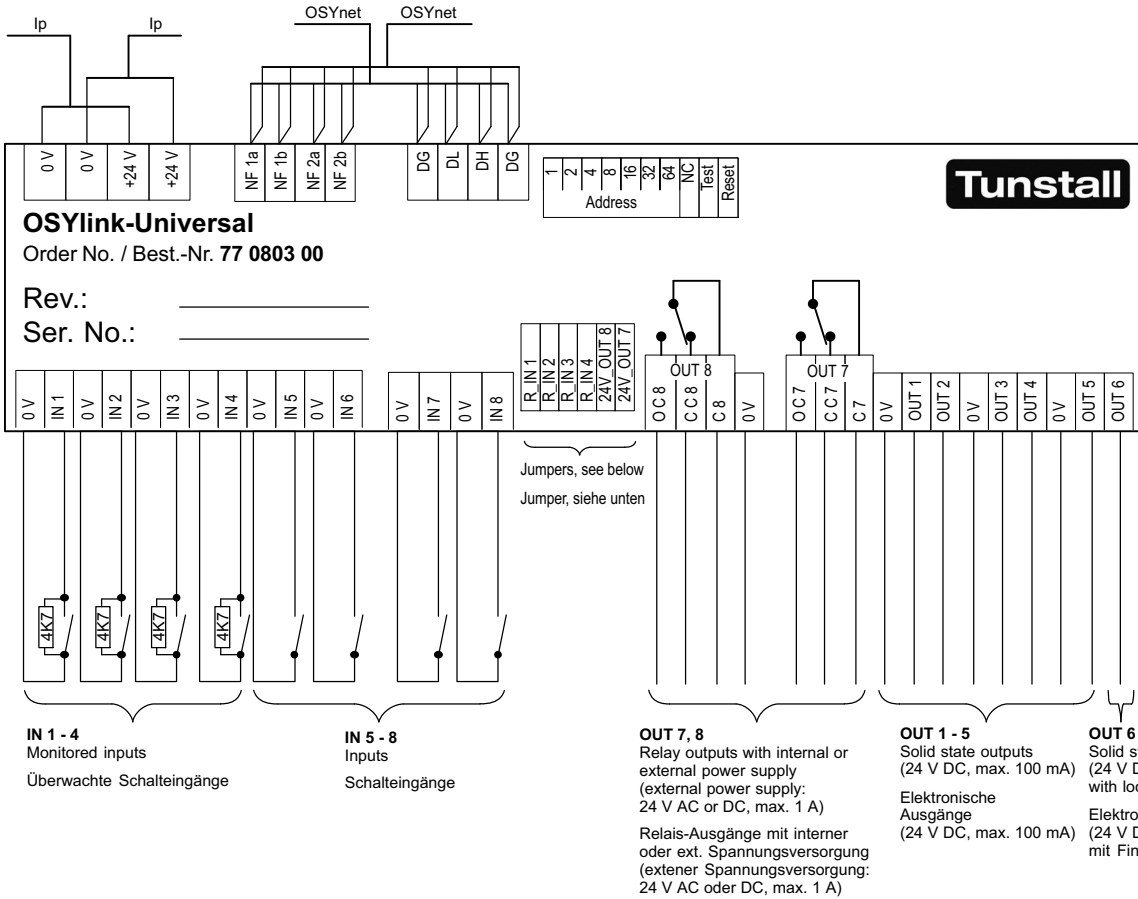 Ip
Ip
OSYnet
OSYnet
0 V
0 V
+24 V
+24 V
NF 1a
NF 1b
NF 2a
NF 2b
DG
DL
DH
DG
1
2
4
8
16
32
64
NC
Test
Reset
Address
Tunstall
OSYlink-Universal
Order No. / Best.-Nr. 77 0803 00
Rev.:
Ser. No.:
0 V
IN 1
0 V
IN 2
0 V
IN 3
0 V
IN 4
0 V
IN 5
0 V
IN 6
0 V
IN 7
0 V
IN 8
R_IN 1
R_IN 2
R_IN 3
R_IN 4
24V_OUT 8
24V_OUT 7
OUT 8
O C 8
C C 8
C 8
0 V
OUT 7
O C 7
C C 7
C 7
0 V
OUT 1
OUT 2
0 V
OUT 3
OUT 4
0 V
OUT 5
OUT 6
Jumpers, see below
Jumper, siehe unten
4K7
4K7
4K7
4K7
IN 1 - 4
Monitored inputs
Überwachte Schalteingänge
IN 5 - 8
Inputs
Schalteingänge
OUT 7, 8
Relay outputs with internal or
external power supply
(external power supply:
24 V AC or DC, max. 1 A)
Relais-Ausgänge mit interner
oder ext. Spannungsversorgung
(extener Spannungsversorgung:
24 V AC oder DC, max. 1 A)
OUT 1 - 5
Solid state outputs
(24 V DC, max. 100 mA)
Elektronische
Ausgänge
(24 V DC, max. 100 mA)
OUT 6
Solid s
(24 V D
with loc
Elektro
(24 V D
mit Fin